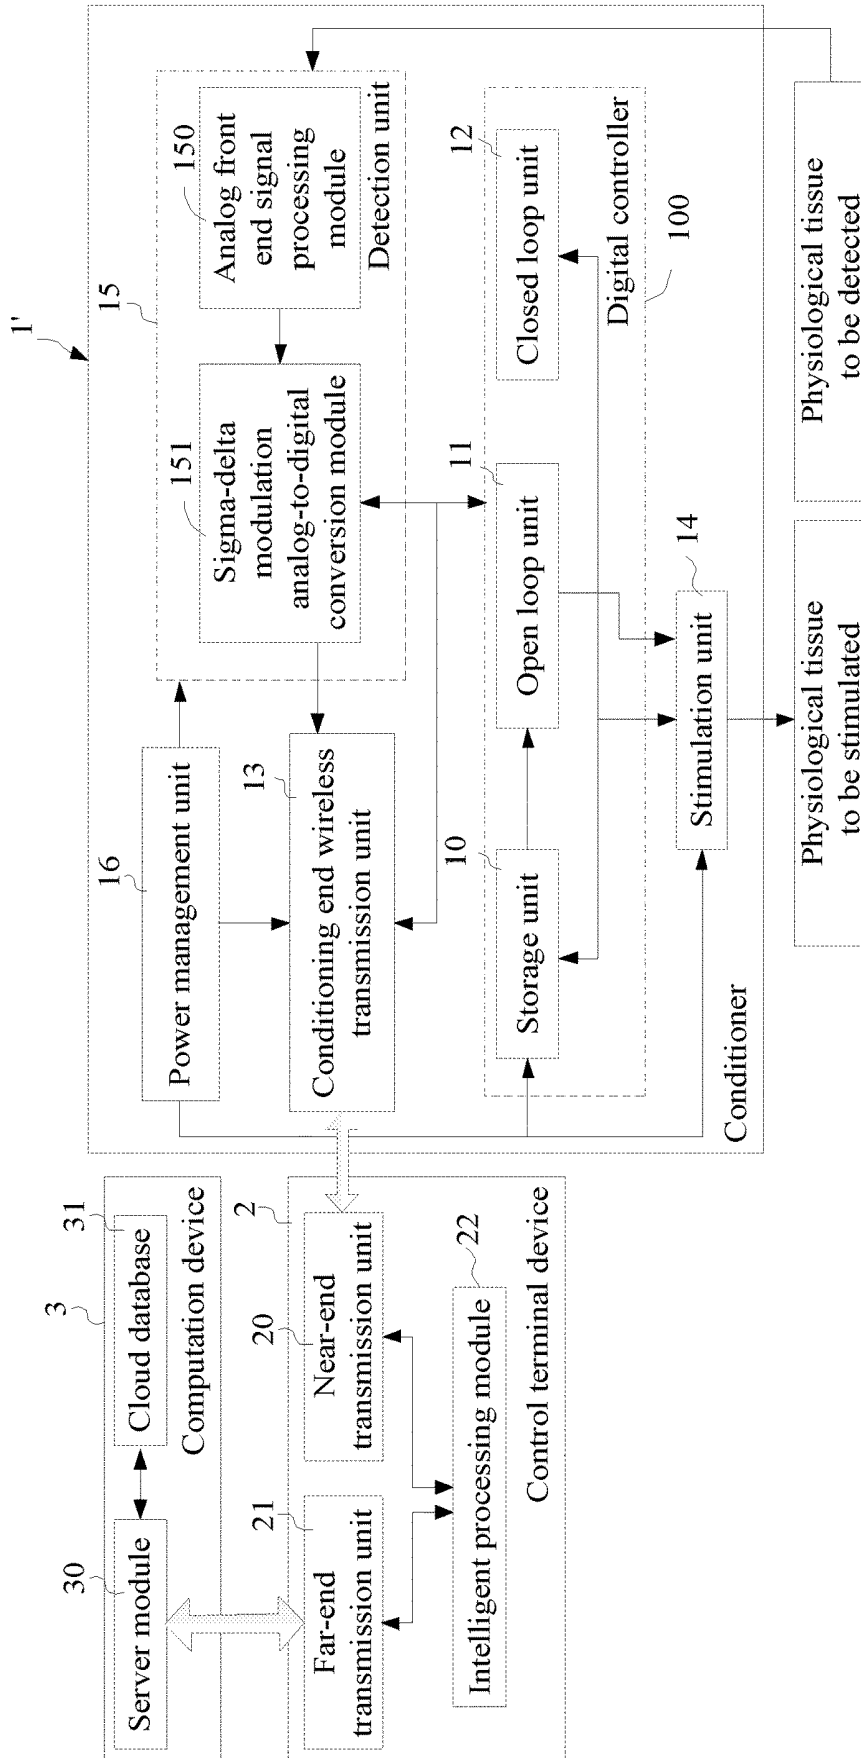 3
30
Server module
31
Cloud database
Computation device
2
21
Far-end
transmission unit
20
Near-end
transmission unit
22
Intelligent processing module
Control terminal device
1'
16
Power management unit
13
Conditioning end wireless
transmission unit
15
151
Sigma-delta
modulation
analog-to-digital
conversion module
150
Analog front
end signal
processing
module
Detection unit
10
Storage unit
11
Open loop unit
12
Closed loop unit
Digital controller
100
14
Stimulation unit
Conditioner
Physiological tissue
to be stimulated
Physiological tissue
to be detected